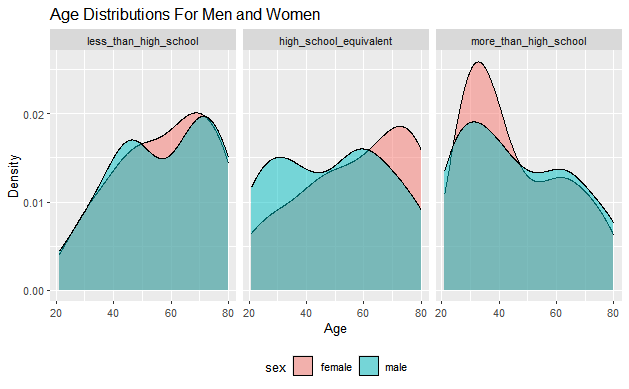 Age Distributions For Men and Women
less_than_high_school high_school_equivalent more_than_high_school
Density
0.02
0.01
0.00
20 40 60 80 20 40 60 80 20 40 60 80
Age
sex female male